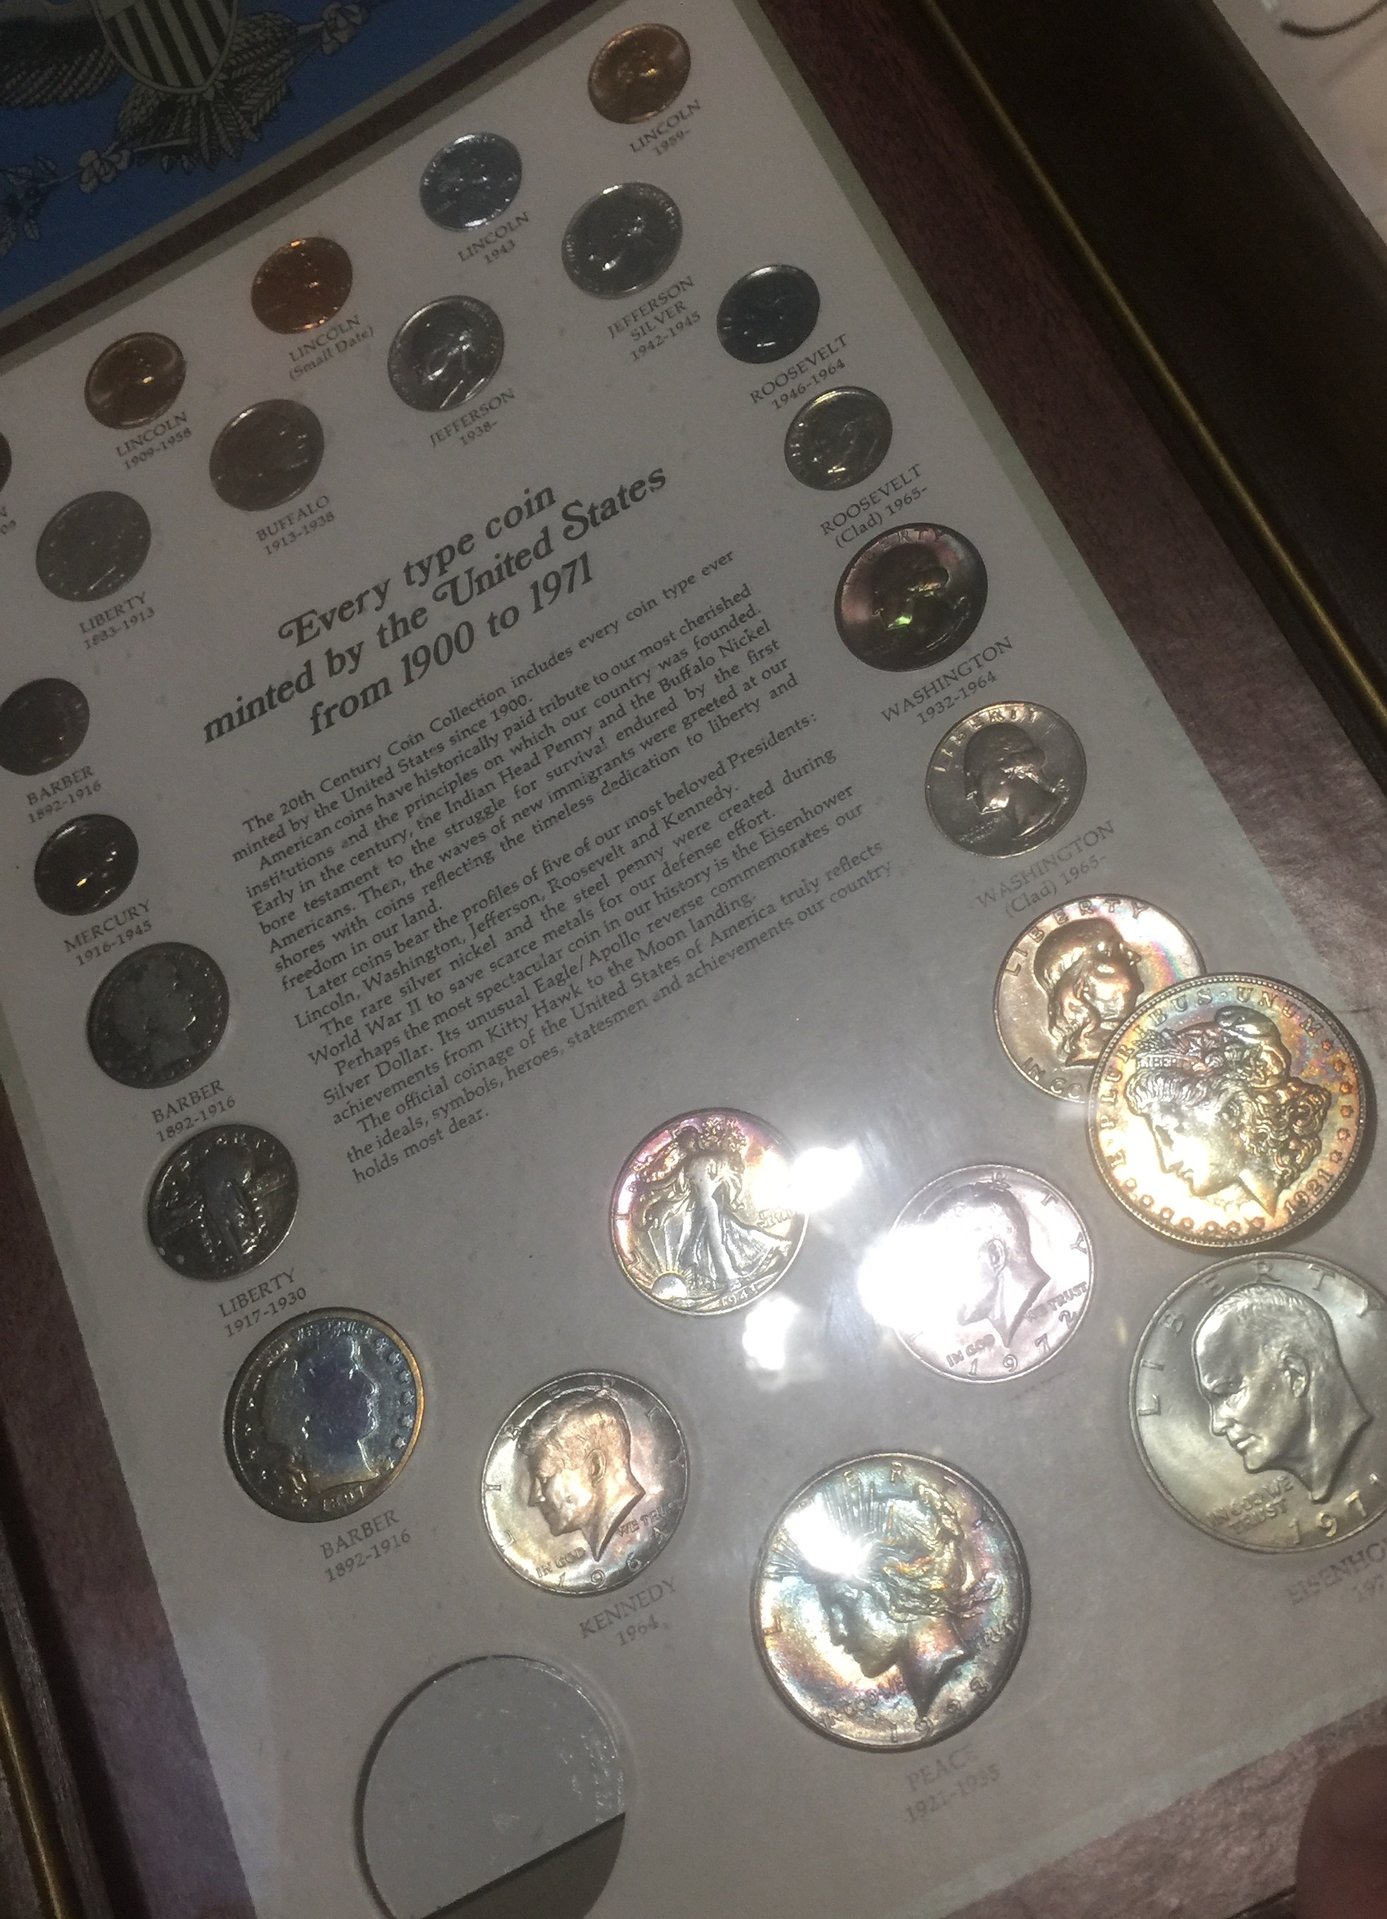 LINCOLN
1959-
LINCOLN
1943
LINCOLN
(Small Date)
LINCOLN
1909-1958
JEFFERSON
SILVER
1942-1945
JEFFERSON
1938-
BUFFALO
1913-1938
LIBERTY
1883-1913
ROOSEVELT
1946-1964
ROOSEVELT
(Clad) 1965-
WASHINGTON
1932-1964
WASHINGTON
(Clad) 1965-
BARBER
1892-1916
MERCURY
1916-1945
BARBER
1892-1916
LIBERTY
1917-1930
BARBER
1892-1916
Every type coin
minted by the United States
from 1900 to 1971
The 20th Century Coin Collection includes every coin type ever
minted by the United States since 1900.
American coins have historically paid tribute to our most cherished
institutions and the principles on which our country was founded.
Early in the century, the Indian Head Penny and the Buffalo Nickel
bore testament to the struggle for survival endured by the first
Americans. Then, the waves of new immigrants were greeted at our
shores with coins reflecting the timeless dedication to liberty and
freedom in our land.
Later coins bear the profiles of five of our most beloved Presidents:
Lincoln, Washington, Jefferson, Roosevelt and Kennedy.
The rare silver nickel and the steel penny were created during
World War II to save scarce metals for our defense effort.
Perhaps the most spectacular coin in our history is the Eisenhower
Silver Dollar. Its unusual Eagle/Apollo reverse commemorates our
achievements from Kitty Hawk to the Moon landing.
The official coinage of the United States of America truly reflects
the ideals, symbols, heroes, statesmen and achievements our country
holds most dear.
LIBERTY
LIBERTY
IN GO
E·PLURIBUS·UNUM
1921
LIBERTY
IN GOD WE TRUST
1972
LIBERTY
IN GOD WE
TRUST
197
KENNEDY
1964
PEACE
1921-1935